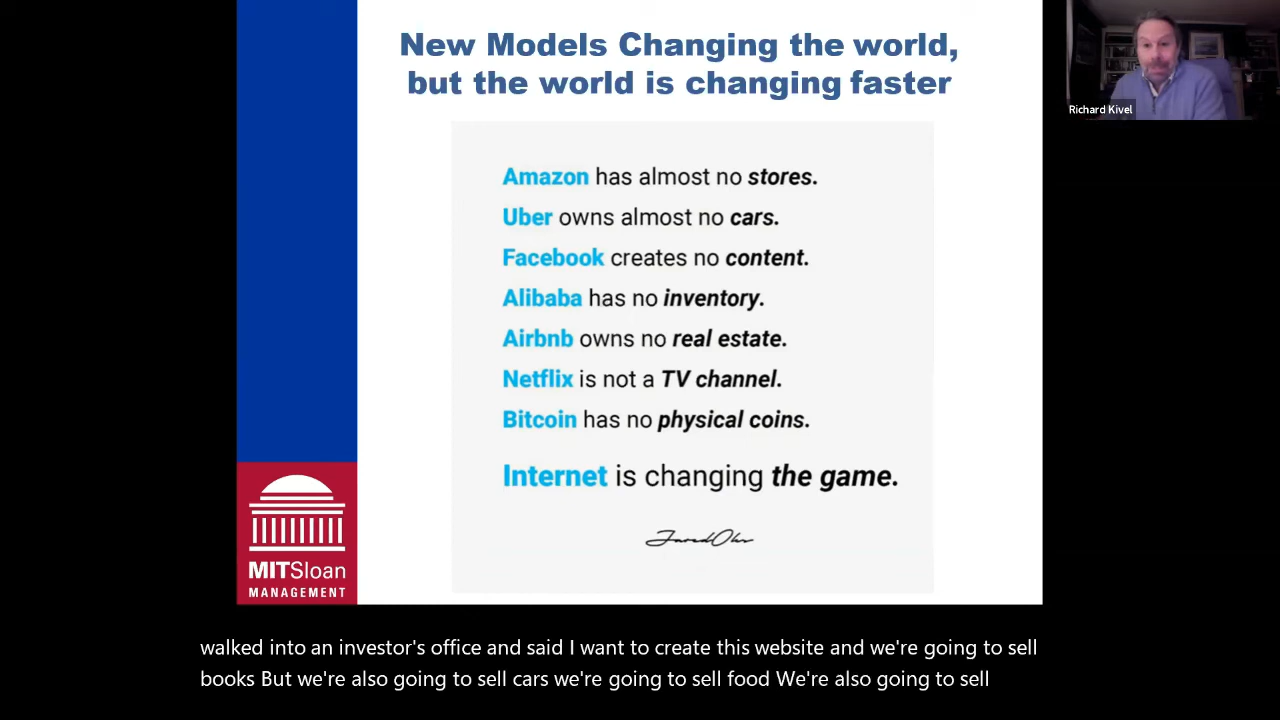 New Models Changing the world,
but the world is changing faster
Richard Kivel
Amazon has almost no stores.
Uber owns almost no cars.
Facebook creates no content.
Alibaba has no inventory.
Airbnb owns no real estate.
Netflix is not a TV channel.
Bitcoin has no physical coins.
Internet is changing the game.
MITSloan
MANAGEMENT
walked into an investor's office and said I want to create this website and we're going to sell
books But we're also going to sell cars we're going to sell food We're also going to sell